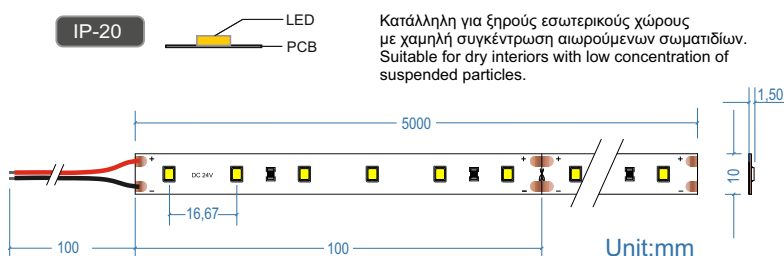 IP-20
LED
PCB
Κατάλληλη για ξηρούς εσωτερικούς χώρους
με χαμηλή συγκέντρωση αιωρούμενων σωματιδίων.
Suitable for dry interiors with low concentration of
suspended particles.
1,50
5000
+
+
+
+
DC 24V
10
−
−
−
−
16,67
100
100
Unit:mm